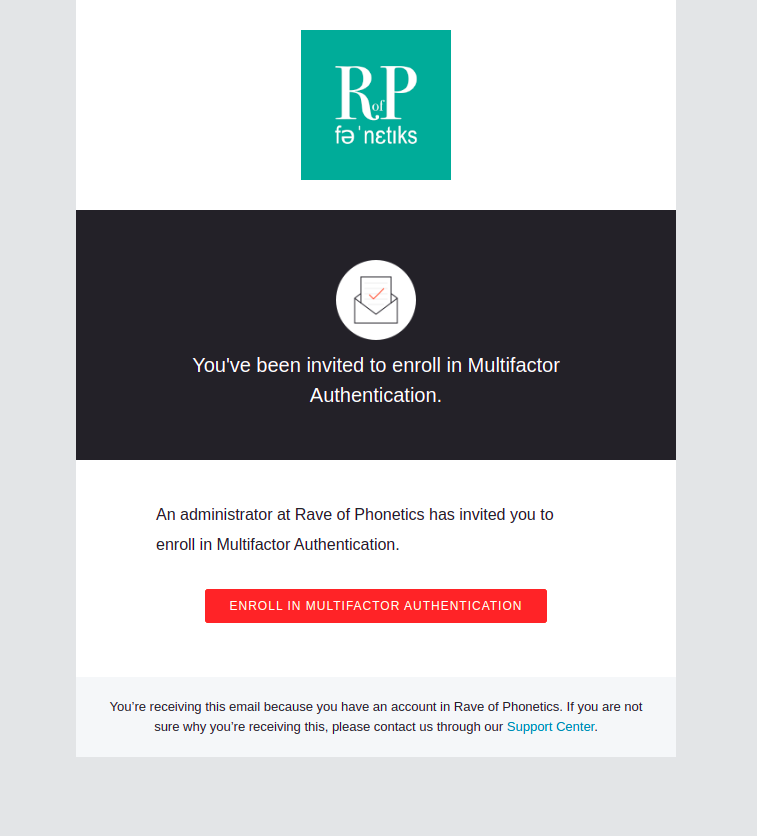 RofP
fəˈnɛtɪks
You've been invited to enroll in Multifactor
Authentication.
An administrator at Rave of Phonetics has invited you to
enroll in Multifactor Authentication.
ENROLL IN MULTIFACTOR AUTHENTICATION
You’re receiving this email because you have an account in Rave of Phonetics. If you are not
sure why you’re receiving this, please contact us through our Support Center.